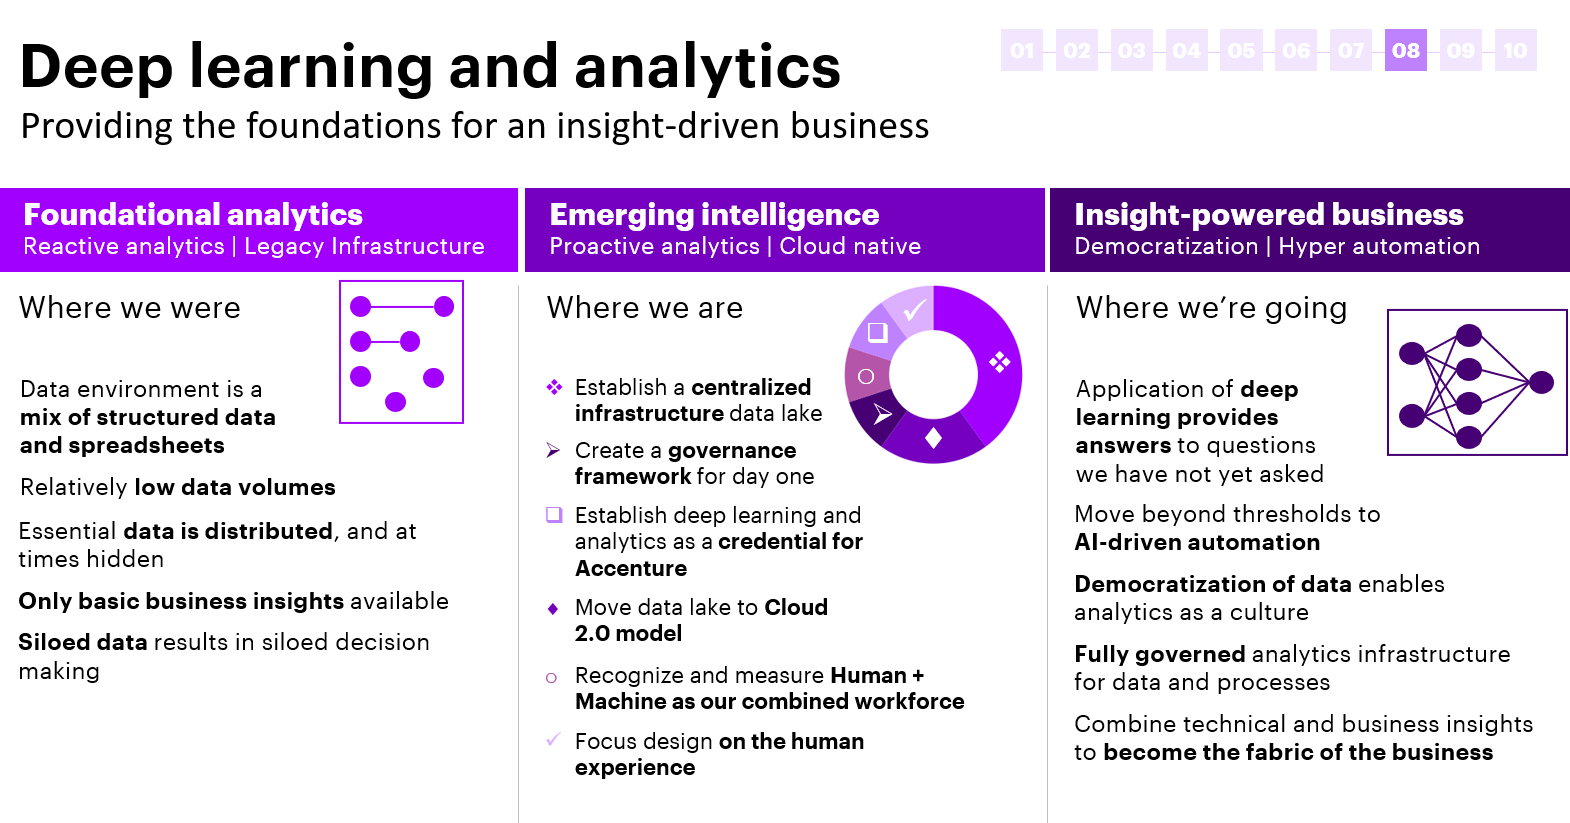 Deep learning and analytics
Providing the foundations for an insight-driven business
01 02 03 04 05 06 07 08 09 10
Foundational analytics
Reactive analytics | Legacy Infrastructure
Where we were
Data environment is a
mix of structured data
and spreadsheets
Relatively low data volumes
Essential data is distributed, and at
times hidden
Only basic business insights available
Siloed data results in siloed decision
making
Emerging intelligence
Proactive analytics | Cloud native
Where we are
Establish a centralized
infrastructure data lake
Create a governance
framework for day one
Establish deep learning and
analytics as a credential for
Accenture
Move data lake to Cloud
2.0 model
Recognize and measure Human +
Machine as our combined workforce
Focus design on the human
experience
Insight-powered business
Democratization | Hyper automation
Where we’re going
Application of deep
learning provides
answers to questions
we have not yet asked
Move beyond thresholds to
AI-driven automation
Democratization of data enables
analytics as a culture
Fully governed analytics infrastructure
for data and processes
Combine technical and business insights
to become the fabric of the business